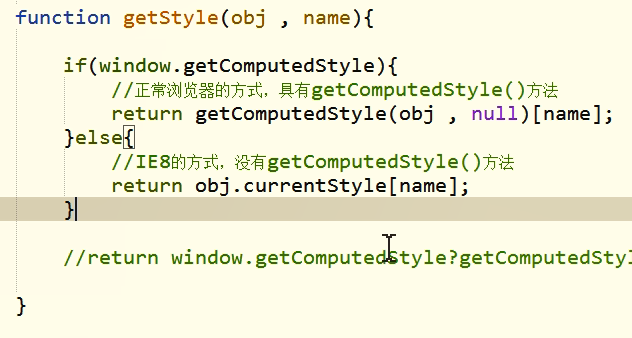 function getStyle(obj , name){
if(window.getComputedStyle){
//正常浏览器的方式，具有getComputedStyle()方法
return getComputedStyle(obj , null)[name];
}else{
//IE8的方式，没有getComputedStyle()方法
return obj.currentStyle[name];
}
//return window.getComputedStyle?getComputedStyl
}